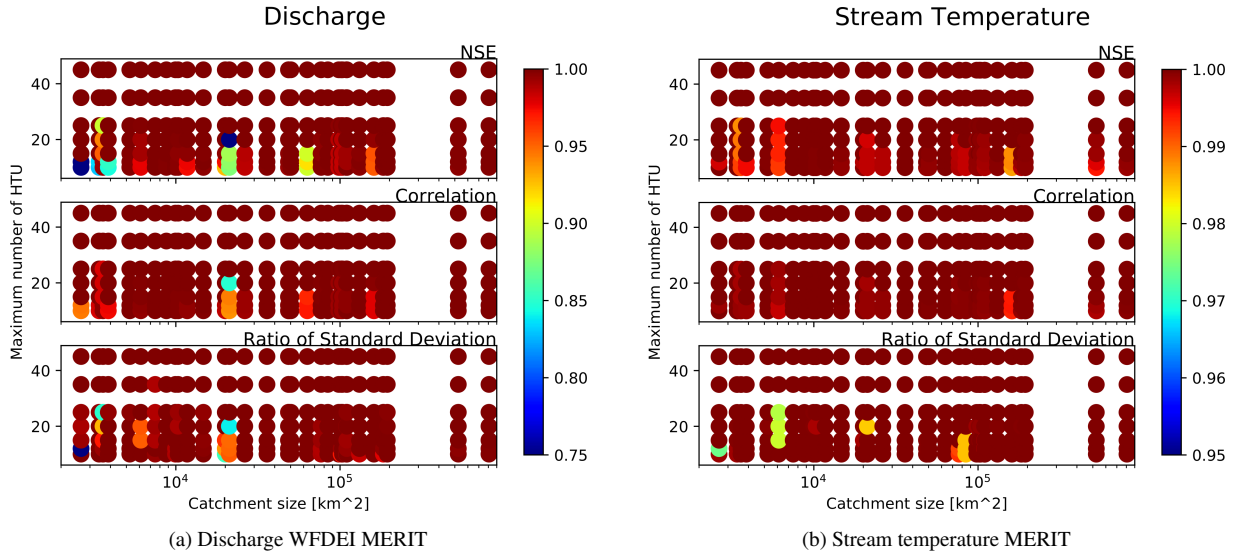 Discharge
NSE
40
20
Correlation
40
20
Ratio of Standard Deviation
40
20
10^4
10^5
Catchment size [km^2]
Maximum number of HTU
1.00
0.95
0.90
0.85
0.80
0.75
(a) Discharge WFDEI MERIT
Stream Temperature
NSE
40
20
Correlation
40
20
Ratio of Standard Deviation
40
20
10^4
10^5
Catchment size [km^2]
Maximum number of HTU
1.00
0.99
0.98
0.97
0.96
0.95
(b) Stream temperature MERIT